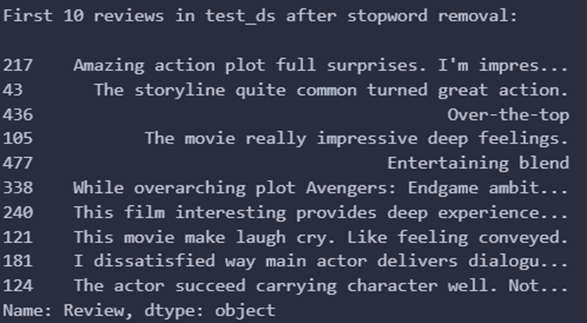 First 10 reviews in test_ds after stopword removal:
217 Amazing action plot full surprises. I'm impres...
43 The storyline quite common turned great action.
436 Over-the-top
105 The movie really impressive deep feelings.
477 Entertaining blend
338 While overarching plot Avengers: Endgame ambit...
240 This film interesting provides deep experience...
121 This movie make laugh cry. Like feeling conveyed.
181 I dissatisfied way main actor delivers dialogu...
124 The actor succeed carrying character well. Not...
Name: Review, dtype: object